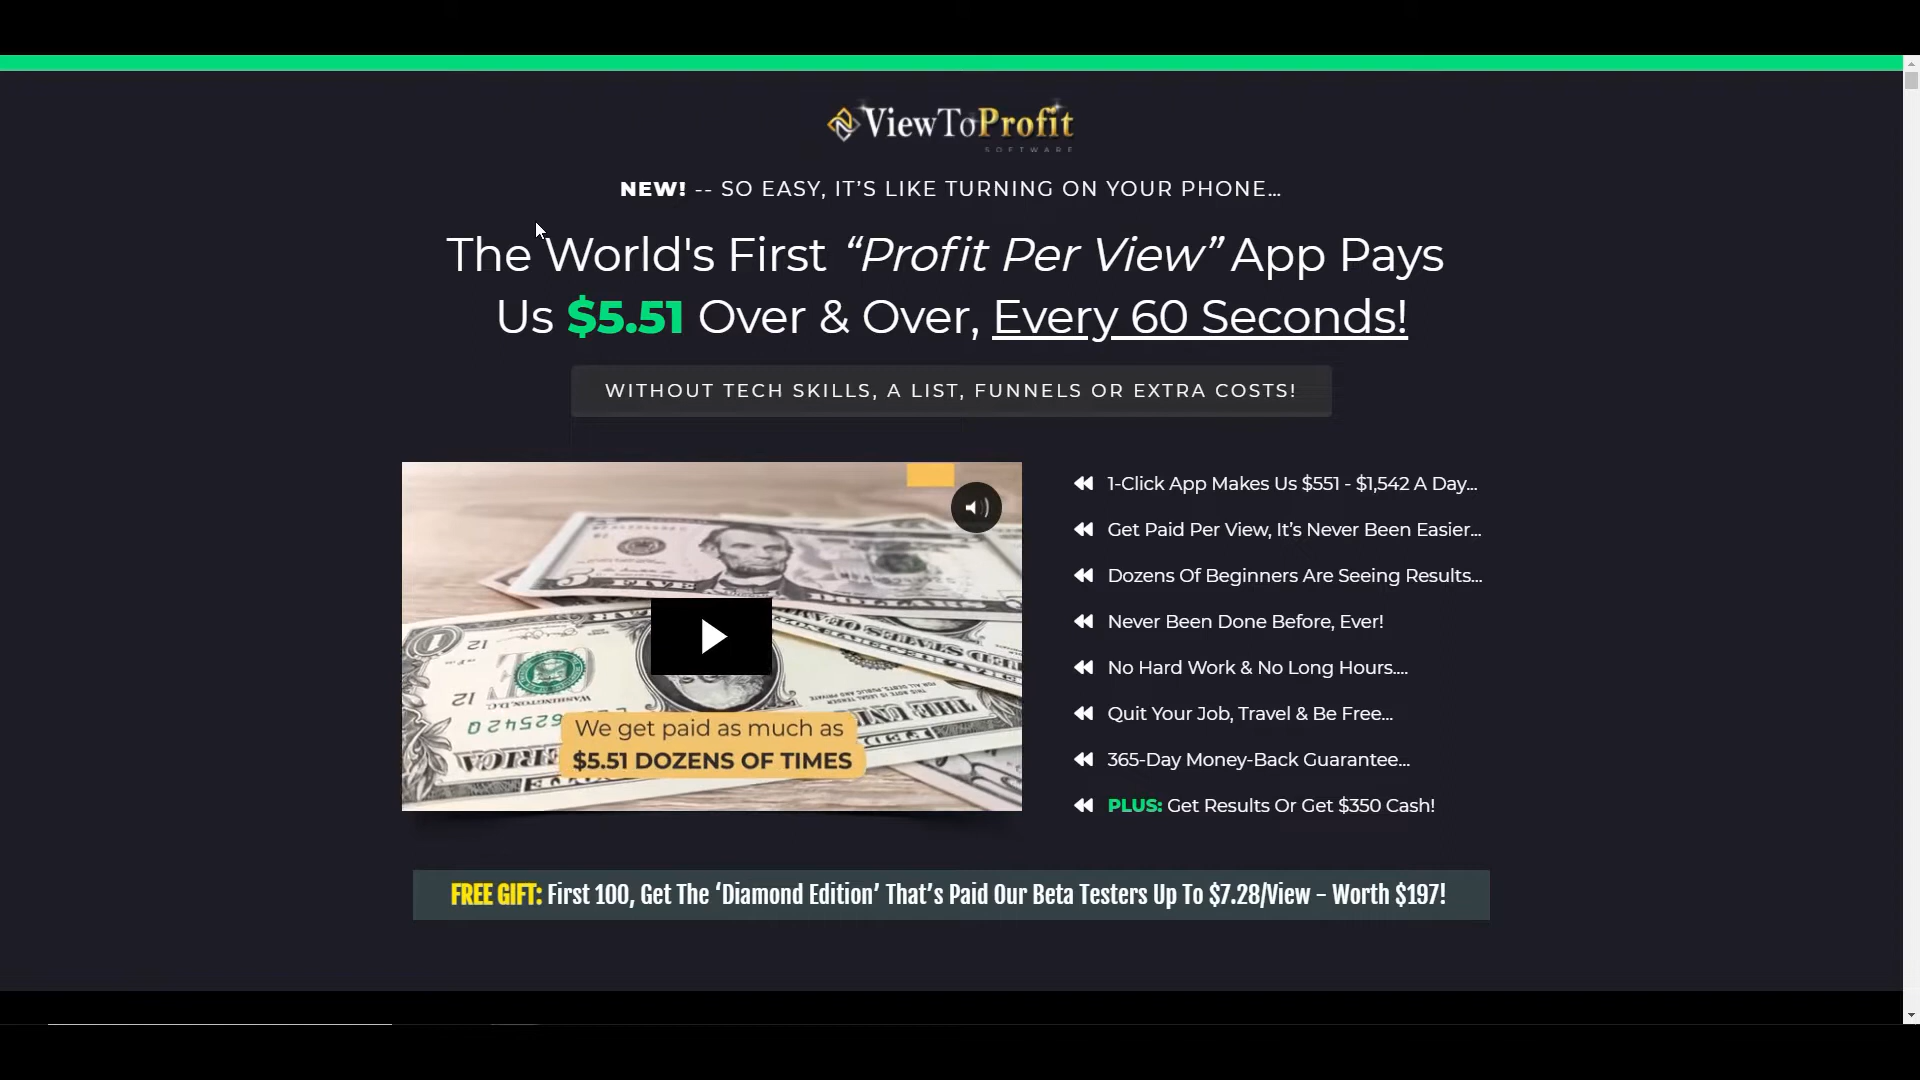 ViewToProfit
SOFTWARE
NEW! -- SO EASY, IT'S LIKE TURNING ON YOUR PHONE...
The World's First “Profit Per View” App Pays
Us $5.51 Over & Over, Every 60 Seconds!
WITHOUT TECH SKILLS, A LIST, FUNNELS OR EXTRA COSTS!
FIVE
DOLLARS
12
WASHINGTON, D.C.
12
We get paid as much as
$5.51 DOZENS OF TIMES
1-Click App Makes Us $551 - $1,542 A Day...
Get Paid Per View, It’s Never Been Easier...
Dozens Of Beginners Are Seeing Results...
Never Been Done Before, Ever!
No Hard Work & No Long Hours....
Quit Your Job, Travel & Be Free...
365-Day Money-Back Guarantee...
PLUS: Get Results Or Get $350 Cash!
FREE GIFT: First 100, Get The ‘Diamond Edition’ That’s Paid Our Beta Testers Up To $7.28/View – Worth $197!